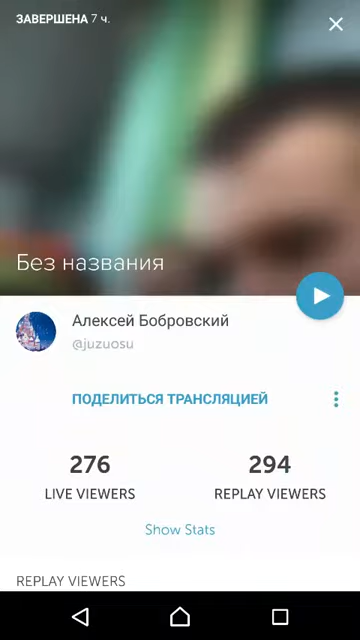 ЗАВЕРШЕНА 7 ч.
Без названия
Алексей Бобровский
@juzuosu
ПОДЕЛИТЬСЯ ТРАНСЛЯЦИЕЙ
276 294
LIVE VIEWERS REPLAY VIEWERS
Show Stats
REPLAY VIEWERS